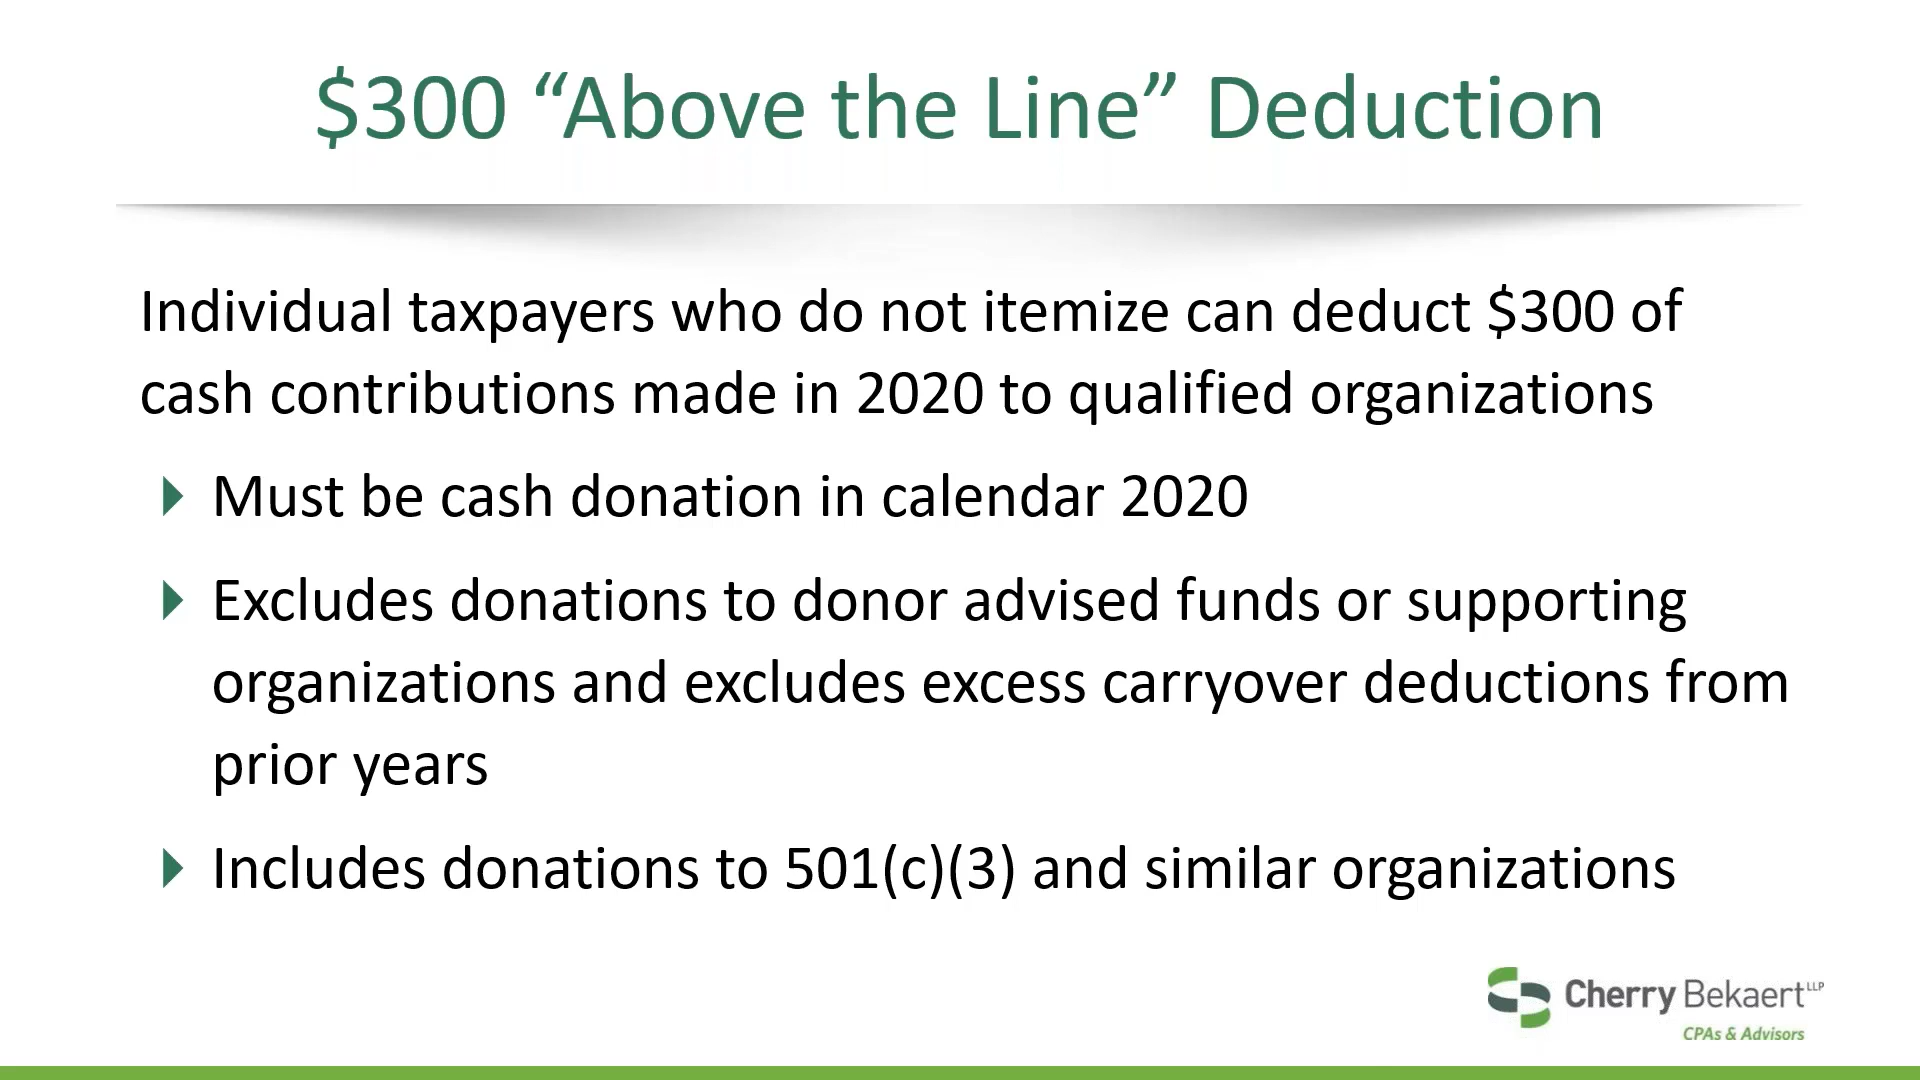 $300 “Above the Line” Deduction
Individual taxpayers who do not itemize can deduct $300 of
cash contributions made in 2020 to qualified organizations
Must be cash donation in calendar 2020
Excludes donations to donor advised funds or supporting
organizations and excludes excess carryover deductions from
prior years
Includes donations to 501(c)(3) and similar organizations
Cherry Bekaert LLP
CPAs & Advisors